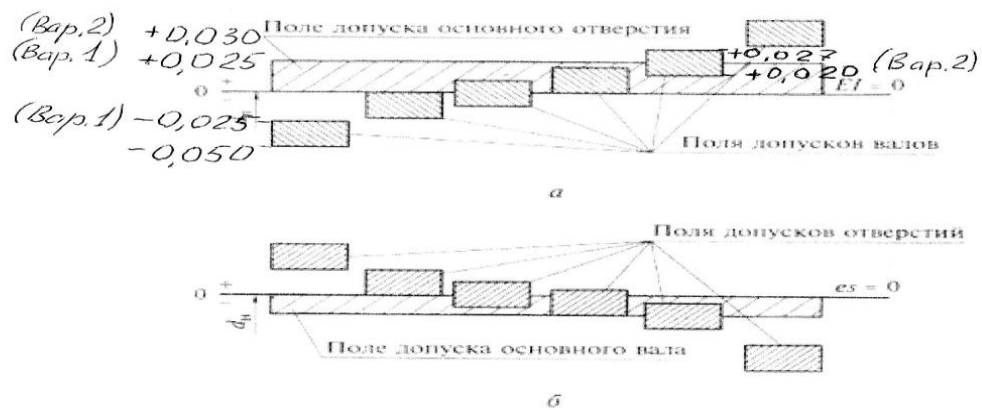 (Вар.2) +0,030 Поле допуска основного отверстия
(Вар.1) +0,025 +0,027 (Вар.2)
+0,020
0 + − EI = 0
(Вар.1) −0,025
−0,050 Поля допусков валов
а
Поля допусков отверстий
0 + − es = 0
dн
Поле допуска основного вала
б